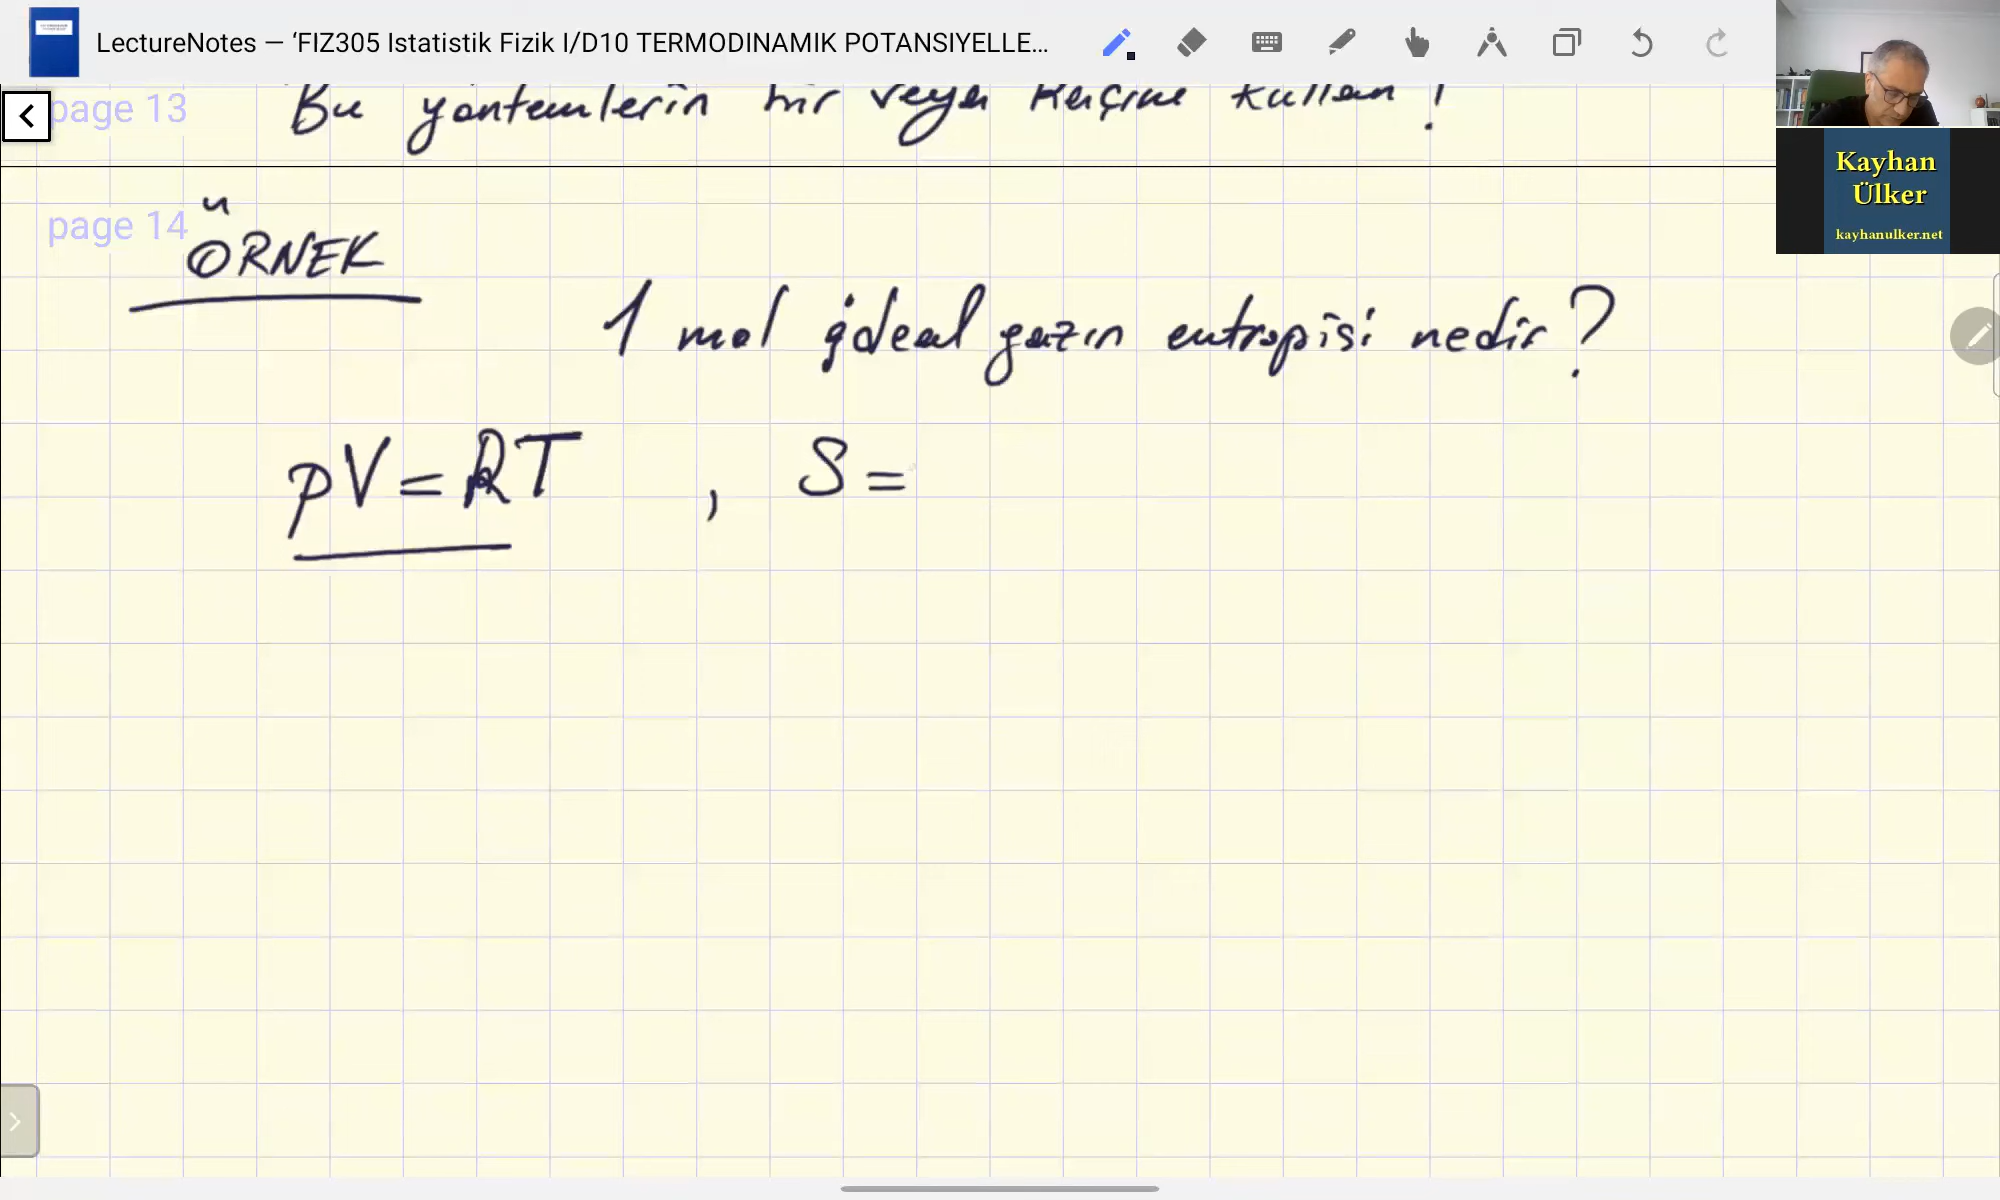 LectureNotes — ‘FIZ305 Istatistik Fizik I/D10 TERMODINAMIK POTANSIYELLE...
page 13
Bu yöntemlerin bir veya kaçını kullan!
Kayhan
Ülker
kayhanulker.net
page 14
ÖRNEK
1 mol ideal gazın entropisi nedir?
pV = RT , S =